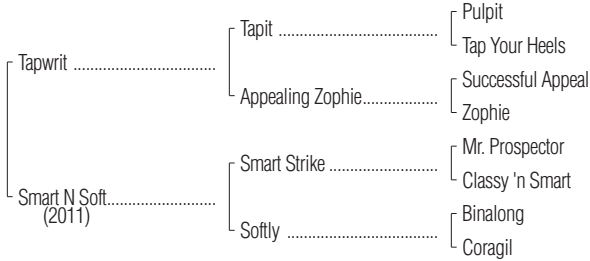 Pulpit
Tapit ................................
Tap Your Heels
Tapwrit ................................
Successful Appeal
Appealing Zophie...............
Zophie
Mr. Prospector
Smart Strike ......................
Classy 'n Smart
Smart N Soft......................
(2011)
Binalong
Softly ...............................
Coragil